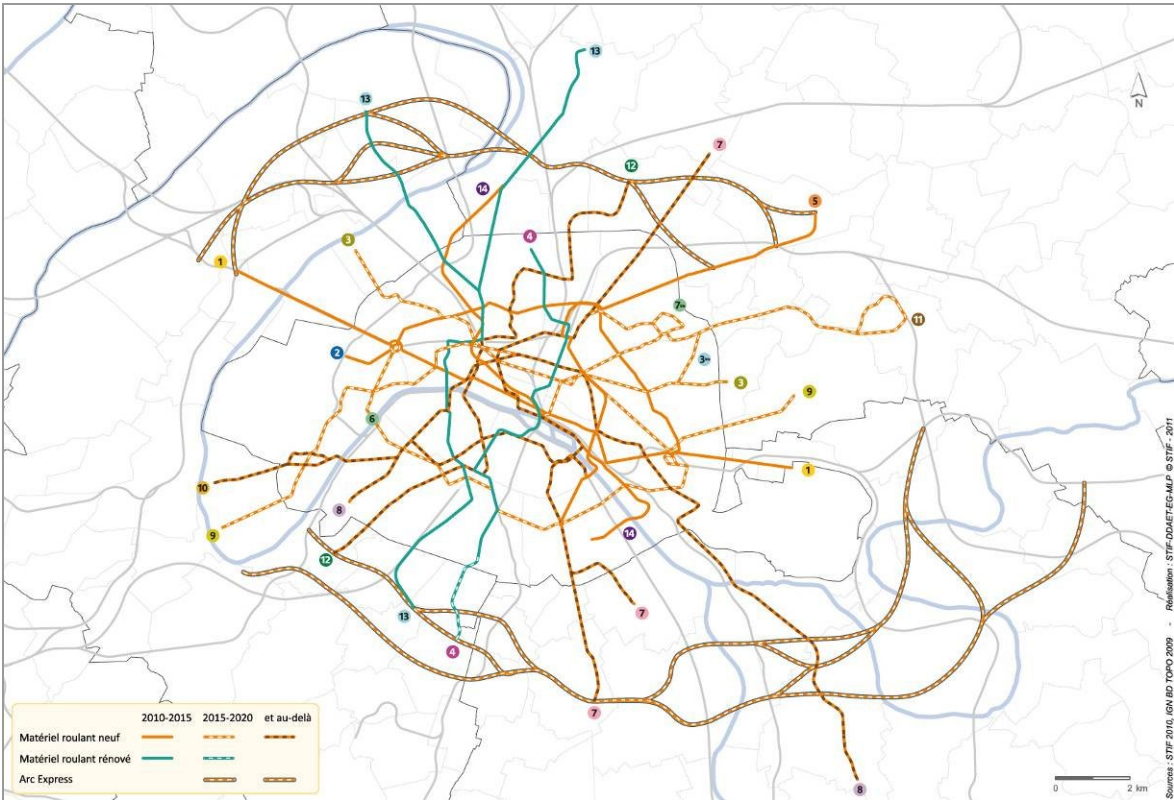 13
13
N
7
12
14
5
4
3
1
7bis
11
2
3bis
3
9
6
1
10
8
9
14
12
13
7
4
7
8
2010-2015 2015-2020 et au-delà
Matériel roulant neuf
Matériel roulant rénové
Arc Express
0 2 km
Sources : STIF 2010, IGN BD TOPO 2009 - Réalisation : STIF-DDAET-EG-MLP © STIF - 2011